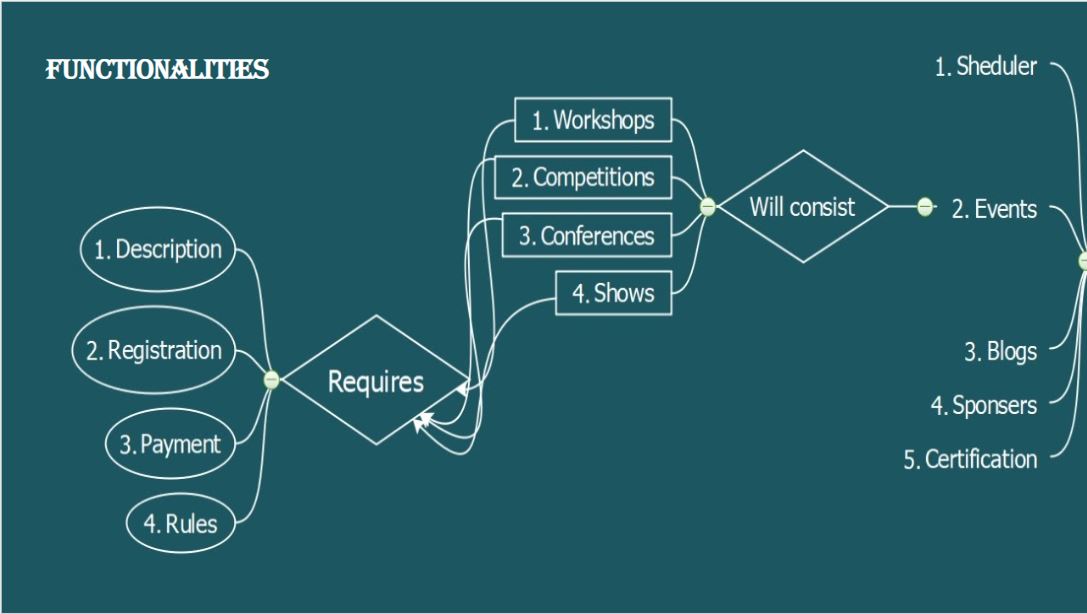 FUNCTIONALITIES
1. Sheduler
2. Events
3. Blogs
4. Sponsers
5. Certification
Will consist
1. Workshops
2. Competitions
3. Conferences
4. Shows
Requires
1. Description
2. Registration
3. Payment
4. Rules